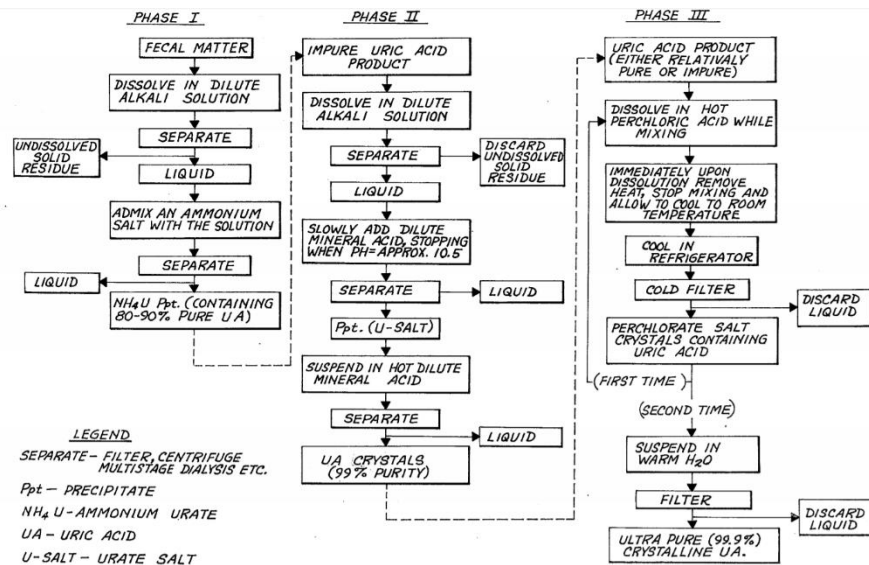 PHASE I
FECAL MATTER
DISSOLVE IN DILUTE
ALKALI SOLUTION
SEPARATE
UNDISSOLVED
SOLID
RESIDUE
LIQUID
ADMIX AN AMMONIUM
SALT WITH THE SOLUTION
SEPARATE
LIQUID
NH4U Ppt. (CONTAINING
80-90% PURE UA)
PHASE II
IMPURE URIC ACID
PRODUCT
DISSOLVE IN DILUTE
ALKALI SOLUTION
SEPARATE
DISCARD
UNDISSOLVED
SOLID
RESIDUE
LIQUID
SLOWLY ADD DILUTE
MINERAL ACID, STOPPING
WHEN PH=APPROX. 10.5
SEPARATE
LIQUID
Ppt. (U-SALT)
SUSPEND IN HOT DILUTE
MINERAL ACID
SEPARATE
LIQUID
UA CRYSTALS
(99% PURITY)
PHASE III
URIC ACID PRODUCT
(EITHER RELATIVALY
PURE OR IMPURE)
DISSOLVE IN HOT
PERCHLORIC ACID WHILE
MIXING
IMMEDIATELY UPON
DISSOLUTION REMOVE
HEAT, STOP MIXING AND
ALLOW TO COOL TO ROOM
TEMPERATURE
COOL IN
REFRIGERATOR
COLD FILTER
DISCARD
LIQUID
PERCHLORATE SALT
CRYSTALS CONTAINING
URIC ACID
(FIRST TIME)
(SECOND TIME)
SUSPEND IN
WARM H2O
FILTER
DISCARD
LIQUID
ULTRA PURE (99.9%)
CRYSTALLINE U.A.
LEGEND
SEPARATE - FILTER, CENTRIFUGE
MULTISTAGE DIALYSIS ETC.
Ppt - PRECIPITATE
NH4 U - AMMONIUM URATE
UA - URIC ACID
U-SALT - URATE SALT